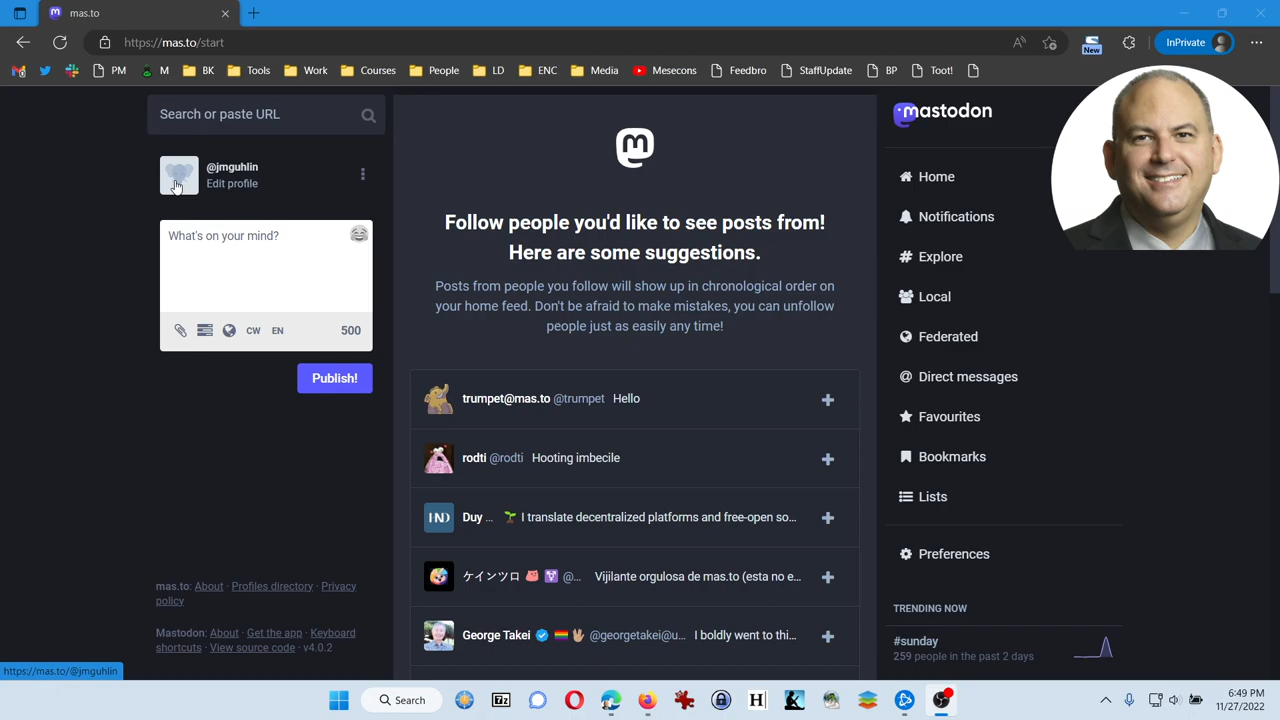 mas.to
https://mas.to/start
New
InPrivate
PM
M
BK
Tools
Work
Courses
People
LD
ENC
Media
Mesecons
Feedbro
StaffUpdate
BP
Toot!
Search or paste URL
@jmguhlin
Edit profile
What's on your mind?
CW EN 500
Publish!
mas.to: About · Profiles directory · Privacy
policy
Mastodon: About · Get the app · Keyboard
shortcuts · View source code · v4.0.2
https://mas.to/@jmguhlin
Follow people you'd like to see posts from!
Here are some suggestions.
Posts from people you follow will show up in chronological order on
your home feed. Don't be afraid to make mistakes, you can unfollow
people just as easily any time!
trumpet@mas.to @trumpet Hello
rodti @rodti Hooting imbecile
IND Duy ... 🌱 I translate decentralized platforms and free-open so...
ケインツロ @... Vijilante orgulosa de mas.to (esta no e...
George Takei @georgetakei@u... I boldly went to thi...
mastodon
Home
Notifications
Explore
Local
Federated
Direct messages
Favourites
Bookmarks
Lists
Preferences
TRENDING NOW
#sunday
259 people in the past 2 days
Search
6:49 PM
11/27/2022